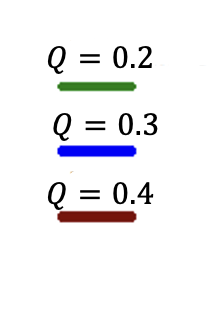 Q = 0.2
Q = 0.3
Q = 0.4